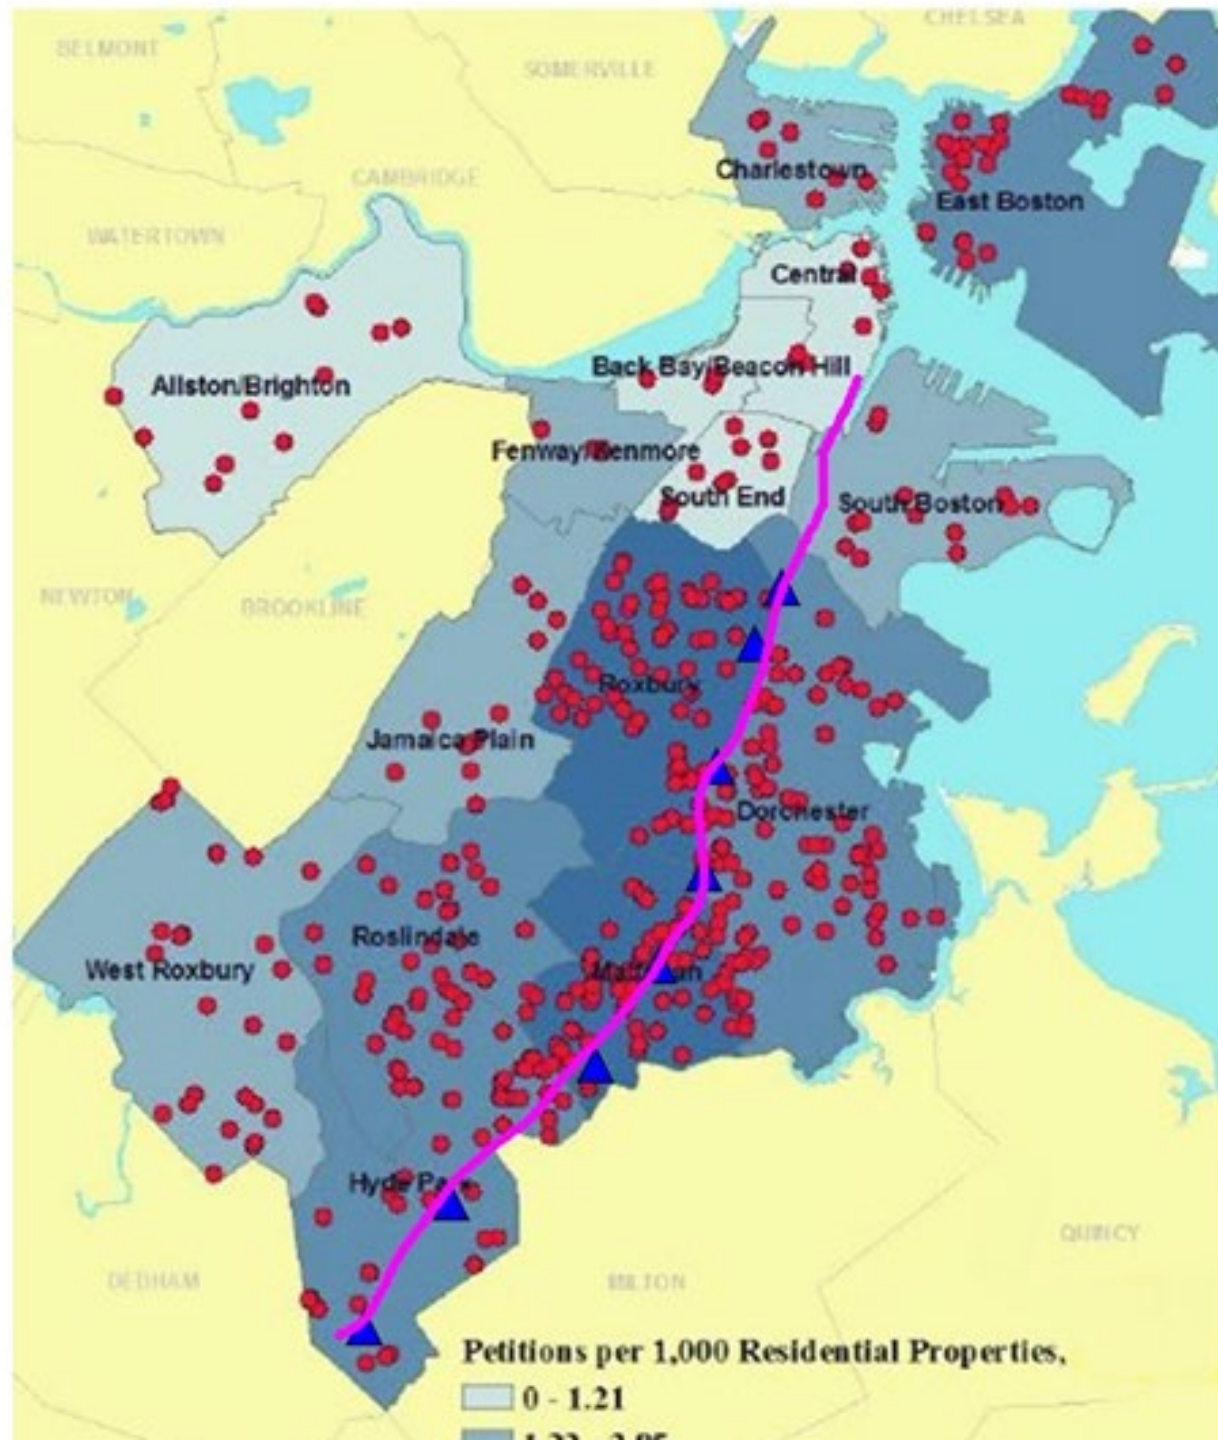 CHELSEA
BELMONT
SOMERVILLE
Charlestown
CAMBRIDGE
East Boston
WATERTOWN
Central
Back Bay/Beacon Hill
Allston/Brighton
Fenway/Kenmore
South End
South Boston
NEWTON
BROOKLINE
Roxbury
Jamaica Plain
Dorchester
Roslindale
West Roxbury
Mattapan
Hyde Park
QUINCY
DEDHAM
MILTON
Petitions per 1,000 Residential Properties,
0 - 1.21